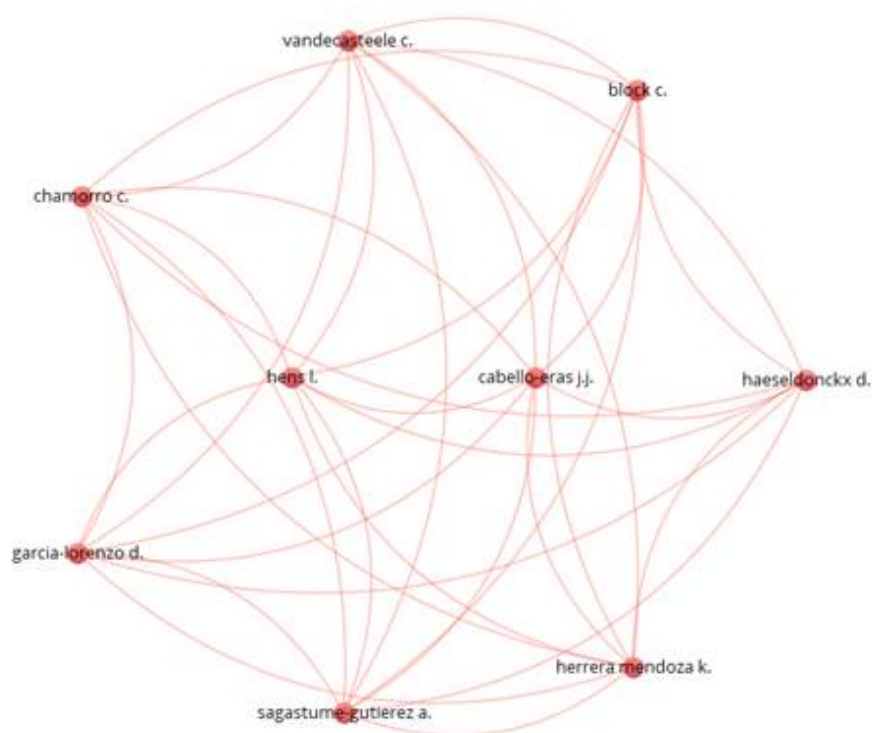 vandecasteele c.
block c.
chamorro c.
hens l.
cabello-eras j.j.
haeseldonckx d.
garcia-lorenzo d.
herrera mendoza k.
sagastume-gutierez a.